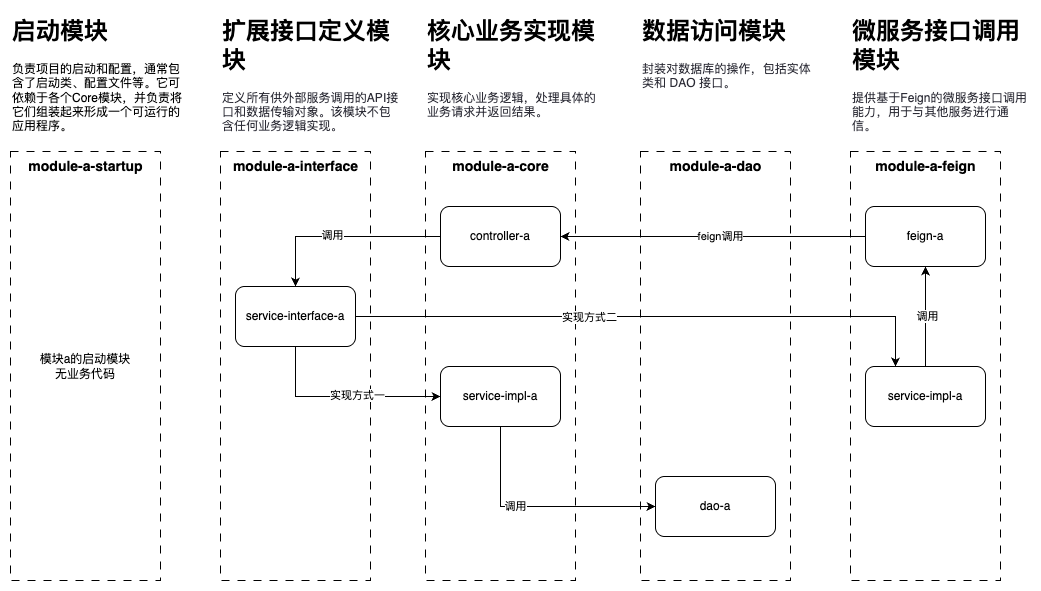 启动模块
负责项目的启动和配置，通常包
含了启动类、配置文件等。它可
依赖于各个Core模块，并负责将
它们组装起来形成一个可运行的
应用程序。
扩展接口定义模
块
定义所有供外部服务调用的API接
口和数据传输对象。该模块不包
含任何业务逻辑实现。
核心业务实现模
块
实现核心业务逻辑，处理具体的
业务请求并返回结果。
数据访问模块
封装对数据库的操作，包括实体
类和 DAO 接口。
微服务接口调用
模块
提供基于Feign的微服务接口调用
能力，用于与其他服务进行通
信。
module-a-startup
module-a-interface
module-a-core
module-a-dao
module-a-feign
controller-a
feign-a
调用
feign调用
service-interface-a
实现方式二
调用
模块a的启动模块
无业务代码
实现方式一
service-impl-a
service-impl-a
调用
dao-a